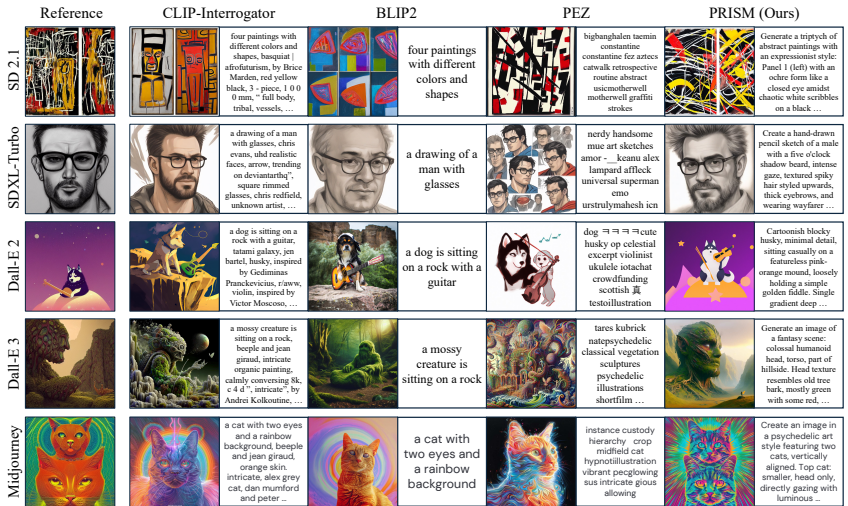 Reference CLIP-Interrogator BLIP2 PEZ PRISM (Ours)
SD 2.1
four paintings with
different colors and
shapes, basquiat |
afrofuturism, by Brice
Marden, red yellow
black, 3 - piece, 1 0 0
0 mm, " full body,
tribal, vessels, ...
four paintings
with different
colors and
shapes
bigbanghalen taemin
constantine
constantine fez aztecs
catwalk retrospective
routine abstract
usicmotherwell
motherwell graffiti
strokes
Generate a triptych of
abstract paintings with
an expressionist style:
Panel 1 (left) with an
ochre form like a
closed eye amidst
chaotic white scribbles
on a black ...
SDXL-Turbo
a drawing of a man
with glasses, chris
evans, uhd realistic
faces, arrow, trending
on deviantarthq",
square rimmed
glasses, chris redfield,
unknown artist, ...
a drawing of a
man with
glasses
nerdy handsome
mue art sketches
amor -__keanu alex
lampard affleck
universal superman
emo
urstrulymahesh icn
Create a hand-drawn
pencil sketch of a male
with a five o'clock
shadow beard, intense
gaze, textured spiky
hair styled upwards,
thick eyebrows, and
wearing wayfarer ...
Dall-E 2
a dog is sitting on a
rock with a guitar,
tatami galaxy, jen
bartel, husky, inspired
by Gediminas
Pranckevicius, r/aww,
violin, inspired by
Victor Moscoso, ...
a dog is sitting
on a rock with a
guitar
dog ㅋㅋㅋㅋcute
husky op celestial
excerpt violinist
ukulele iotachat
crowdfunding
scottish 真
testoillustration
Cartoonish blocky
husky, minimal detail,
sitting casually on a
featureless pink-
orange mound, loosely
holding a simple
golden fiddle. Single
gradient deep ...
Dall-E 3
a mossy creature is
sitting on a rock,
beeple and jean
giraud, intricate
organic painting,
calmly conversing 8k,
c 4 d ", intricate", by
Andrei Kolkoutine, ...
a mossy
creature is
sitting on a rock
tares kubrick
natepsychedelic
classical vegetation
sculptures
psychedelic
illustrations
shortfilm ...
Generate an image of
a fantasy scene:
colossal humanoid
head, torso, part of
hillside. Head texture
resembles old tree
bark, mostly green
with some red, ...
Midjourney
a cat with two eyes
and a rainbow
background, beeple
and jean giraud,
orange skin.
intricate, alex grey
cat, dan mumford
and peter ...
a cat with
two eyes and
a rainbow
background
instance custody
hierarchy crop
midfield cat
hypnotiillustration
vibrant pecglowing
sus intricate gious
allowing
Create an image in
a psychedelic art
style featuring two
cats, vertically
aligned. Top cat:
smaller, head only,
directly gazing with
luminous ...